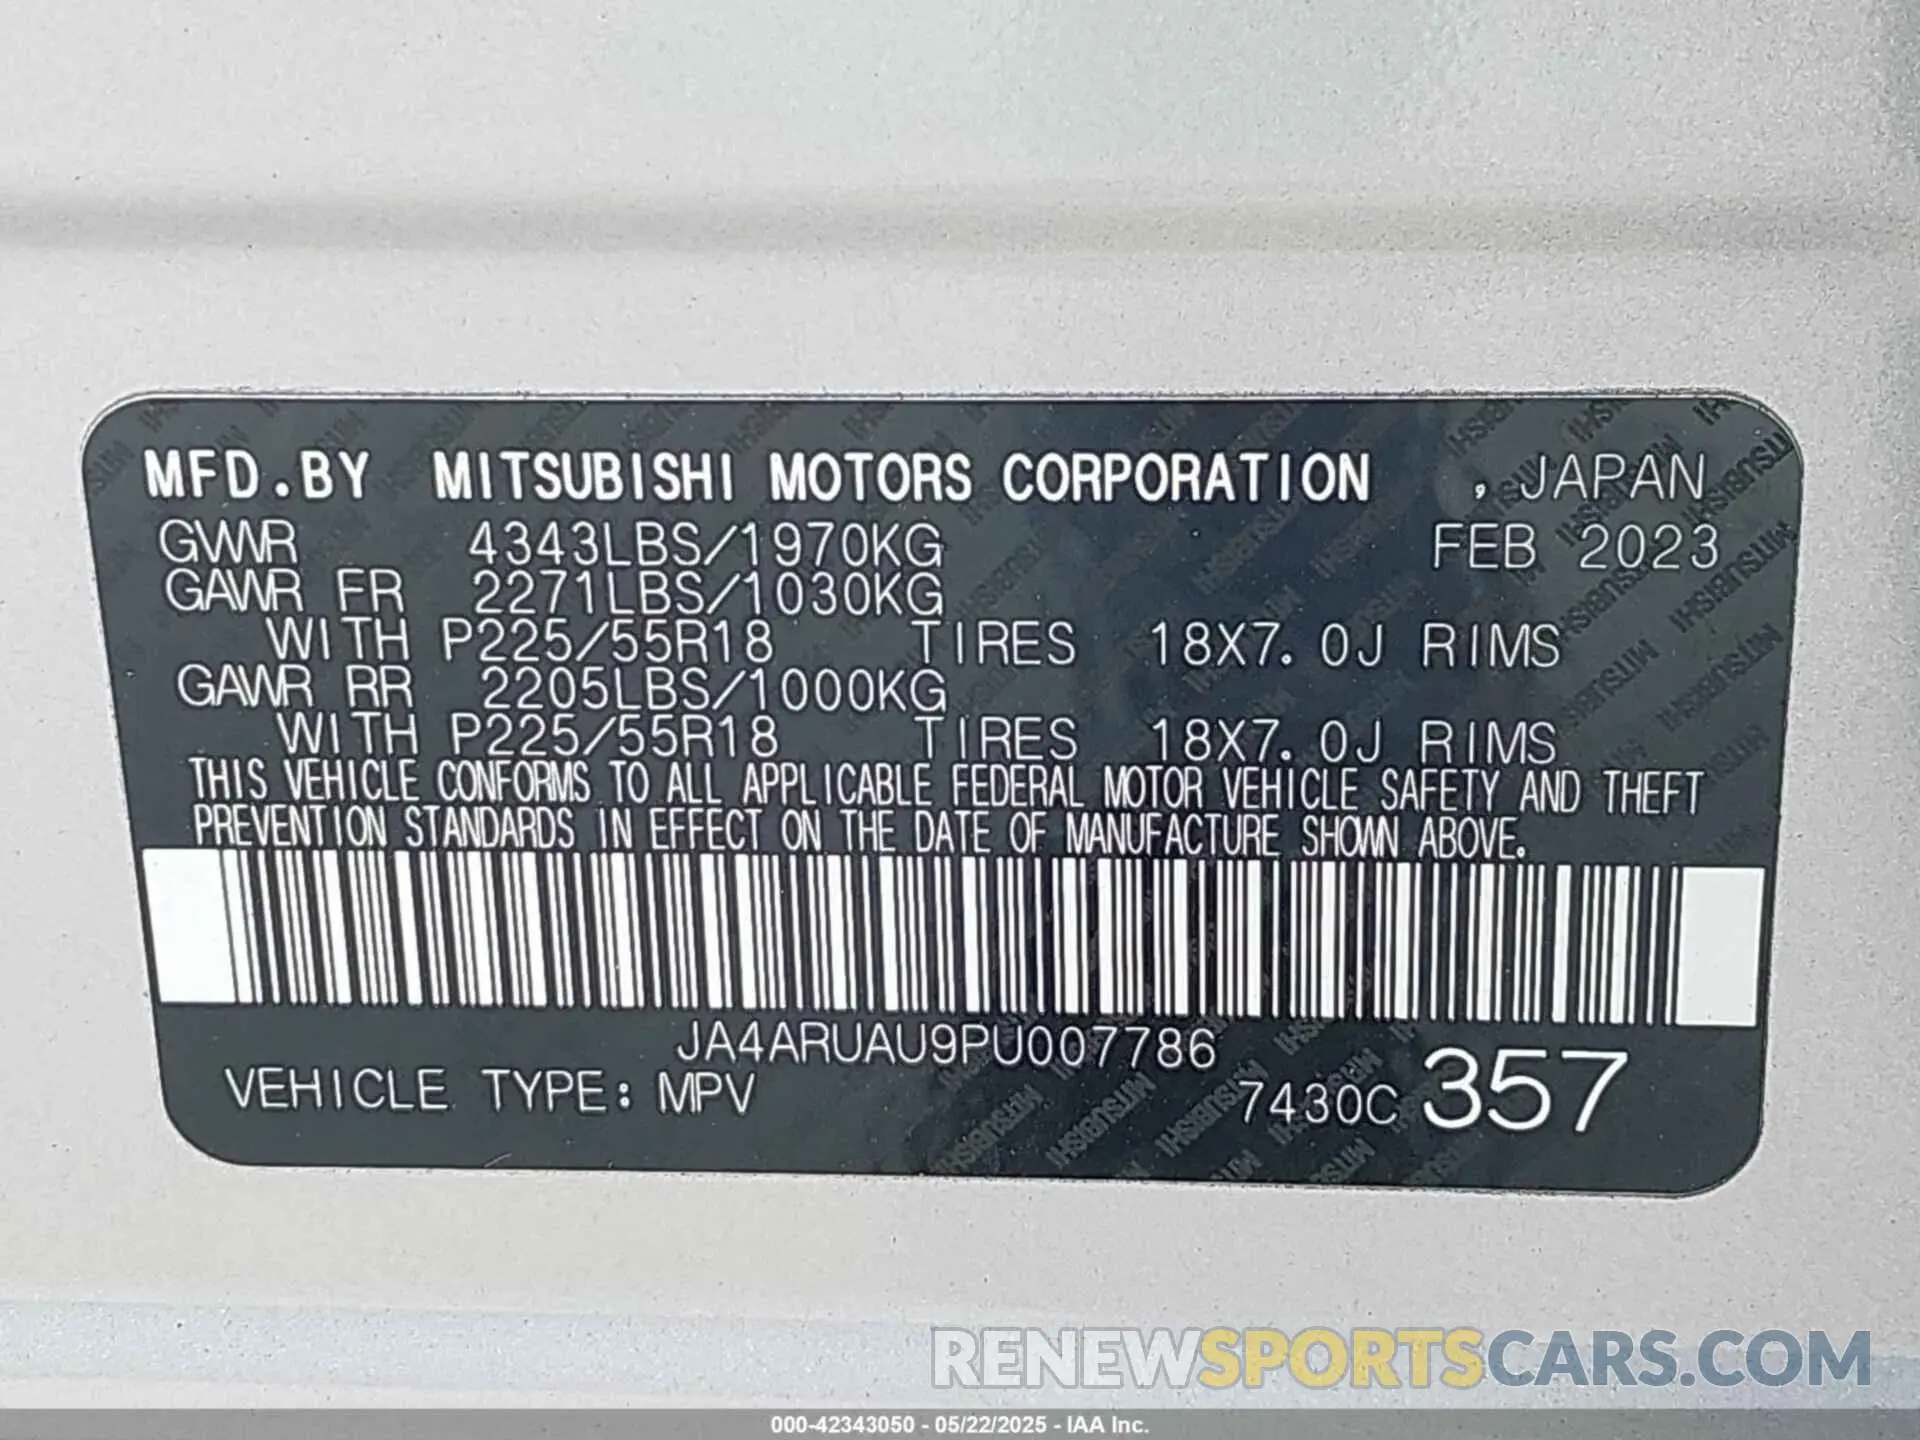 MFD.BY MITSUBISHI MOTORS CORPORATION , JAPAN
GVWR 4343LBS/1970KG FEB 2023
GAWR FR 2271LBS/1030KG
WITH P225/55R18 TIRES 18X7.0J RIMS
GAWR RR 2205LBS/1000KG
WITH P225/55R18 TIRES 18X7.0J RIMS
THIS VEHICLE CONFORMS TO ALL APPLICABLE FEDERAL MOTOR VEHICLE SAFETY AND THEFT
PREVENTION STANDARDS IN EFFECT ON THE DATE OF MANUFACTURE SHOWN ABOVE.
JA4ARUAU9PU007786
VEHICLE TYPE: MPV 7430C 357
RENEWSPORTSCARS.COM
000-42343050 - 05/22/2025 - IAA Inc.